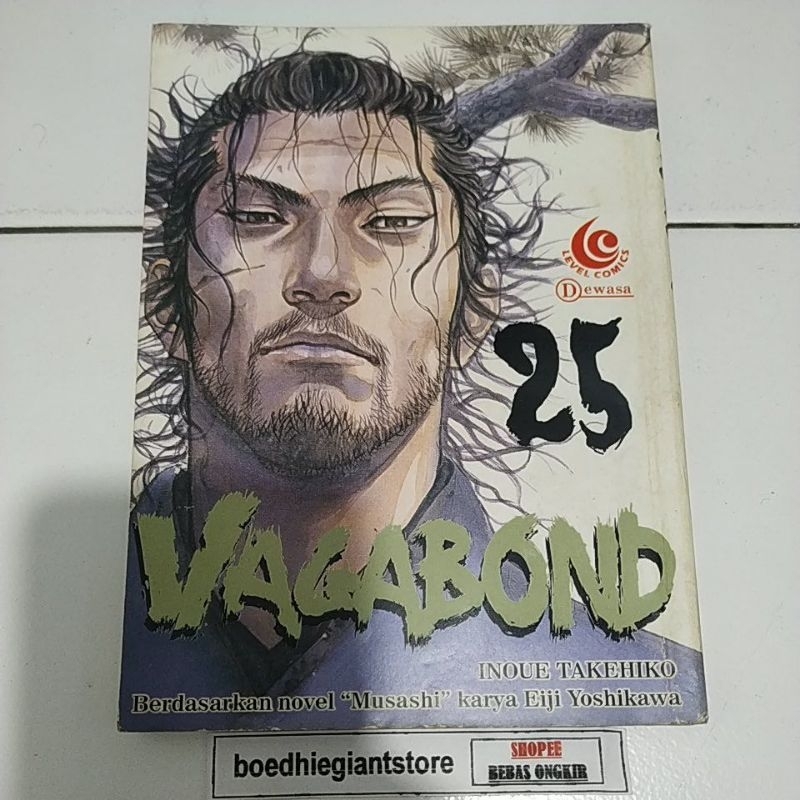 LEVEL COMICS
Dewasa
25
VAGABOND
INOUE TAKEHIKO
Berdasarkan novel “Musashi” karya Eiji Yoshikawa
boedhiegiantstore
SHOPEE
BEBAS ONGKIR